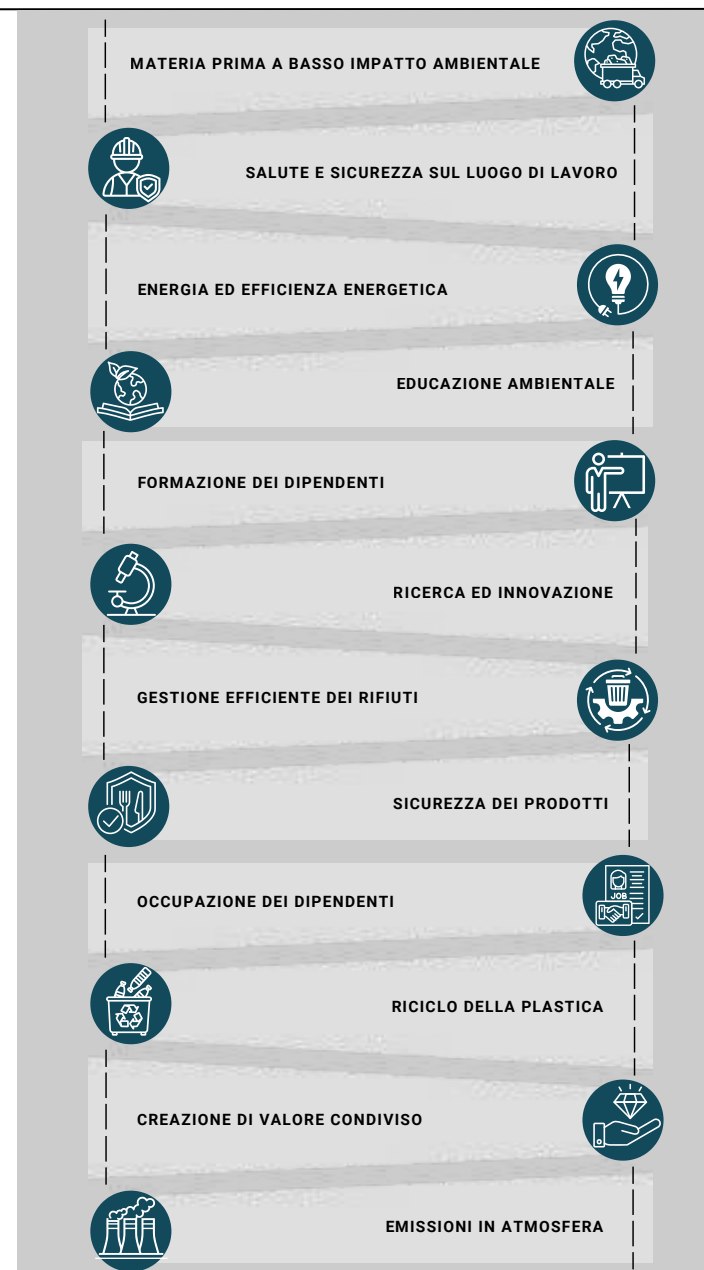 MATERIA PRIMA A BASSO IMPATTO AMBIENTALE
SALUTE E SICUREZZA SUL LUOGO DI LAVORO
ENERGIA ED EFFICIENZA ENERGETICA
EDUCAZIONE AMBIENTALE
FORMAZIONE DEI DIPENDENTI
RICERCA ED INNOVAZIONE
GESTIONE EFFICIENTE DEI RIFIUTI
SICUREZZA DEI PRODOTTI
OCCUPAZIONE DEI DIPENDENTI
JOB
RICICLO DELLA PLASTICA
CREAZIONE DI VALORE CONDIVISO
EMISSIONI IN ATMOSFERA